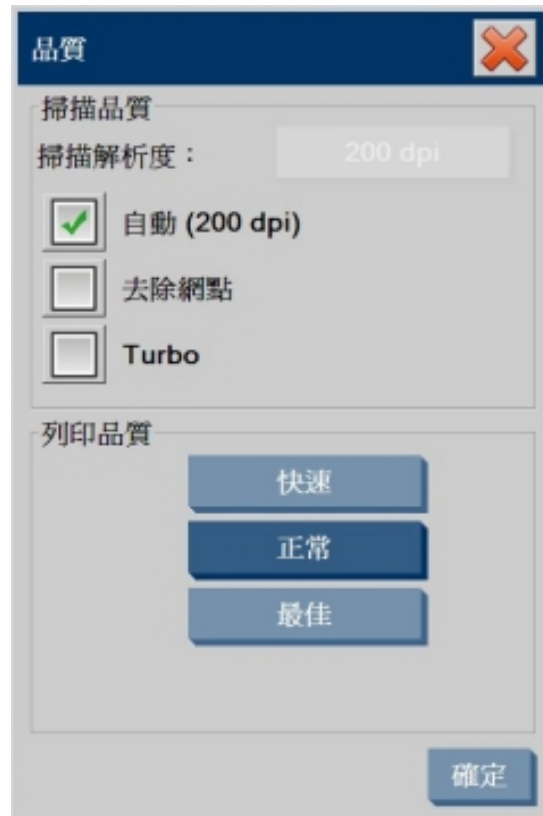 品質
掃描品質
掃描解析度： 200 dpi
自動 (200 dpi)
去除網點
Turbo
列印品質
快速
正常
最佳
確定